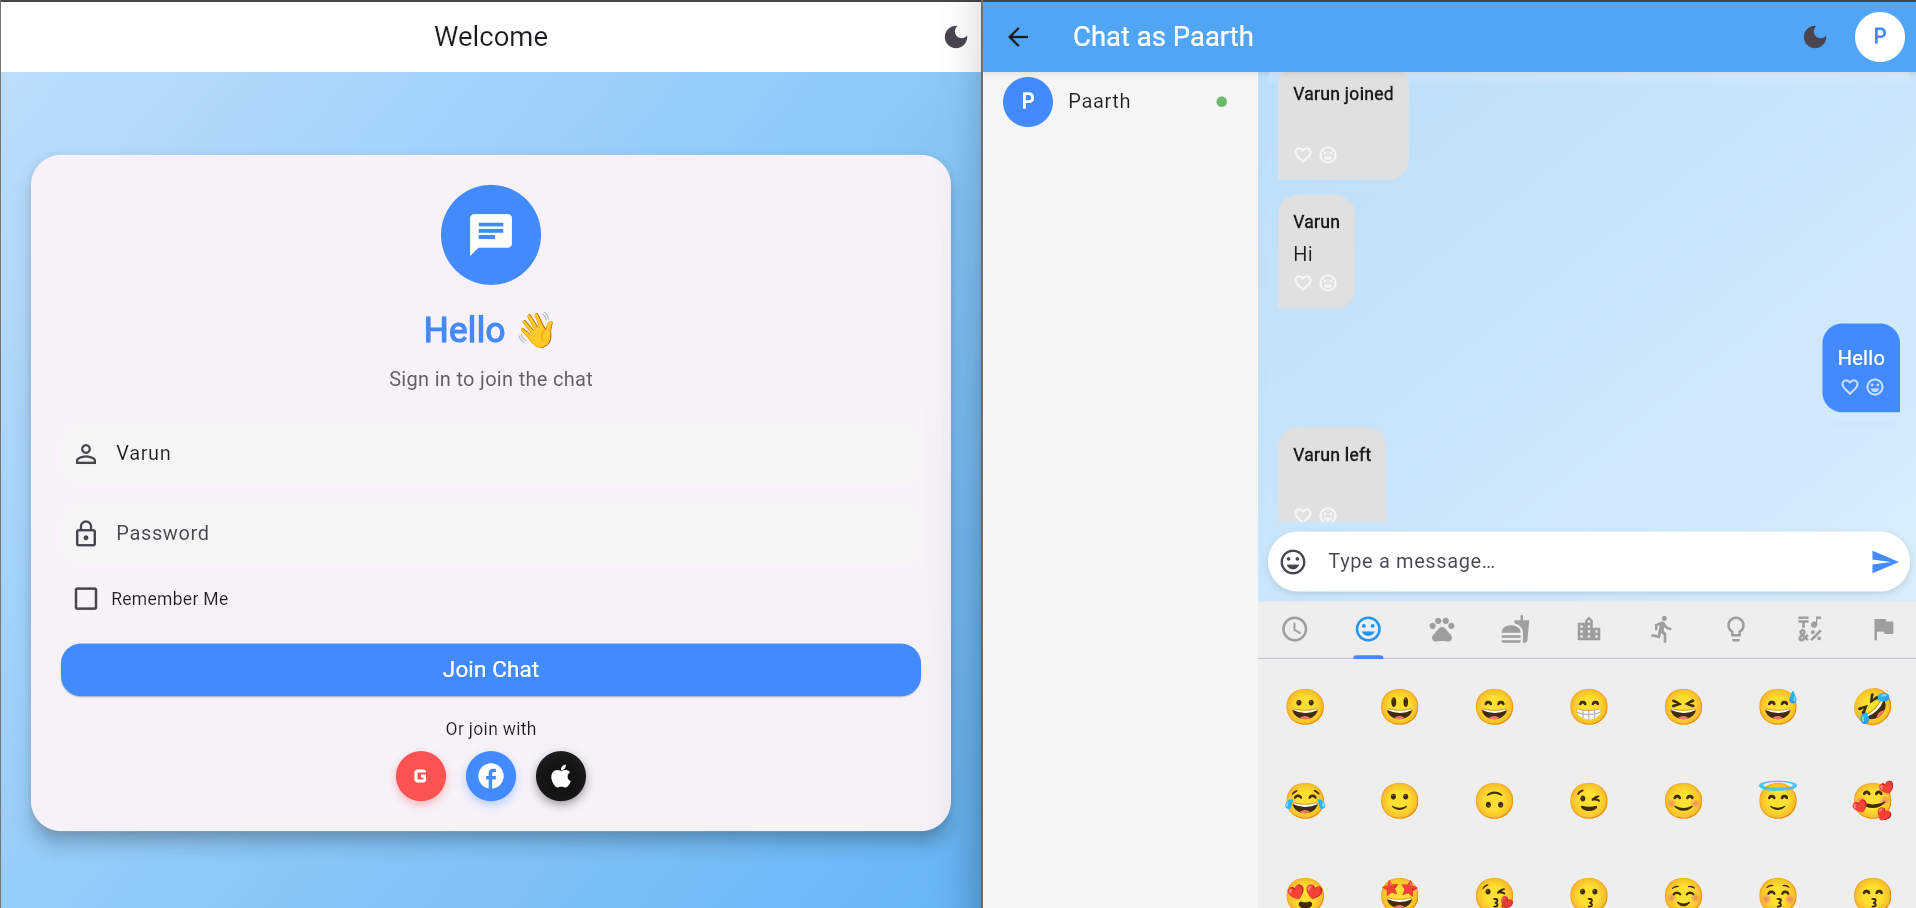 Welcome
Hello 👋
Sign in to join the chat
Varun
Password
Remember Me
Join Chat
Or join with
G
Chat as Paarth
P
P
Paarth
Varun joined
Varun
Hi
Hello
Varun left
Type a message...